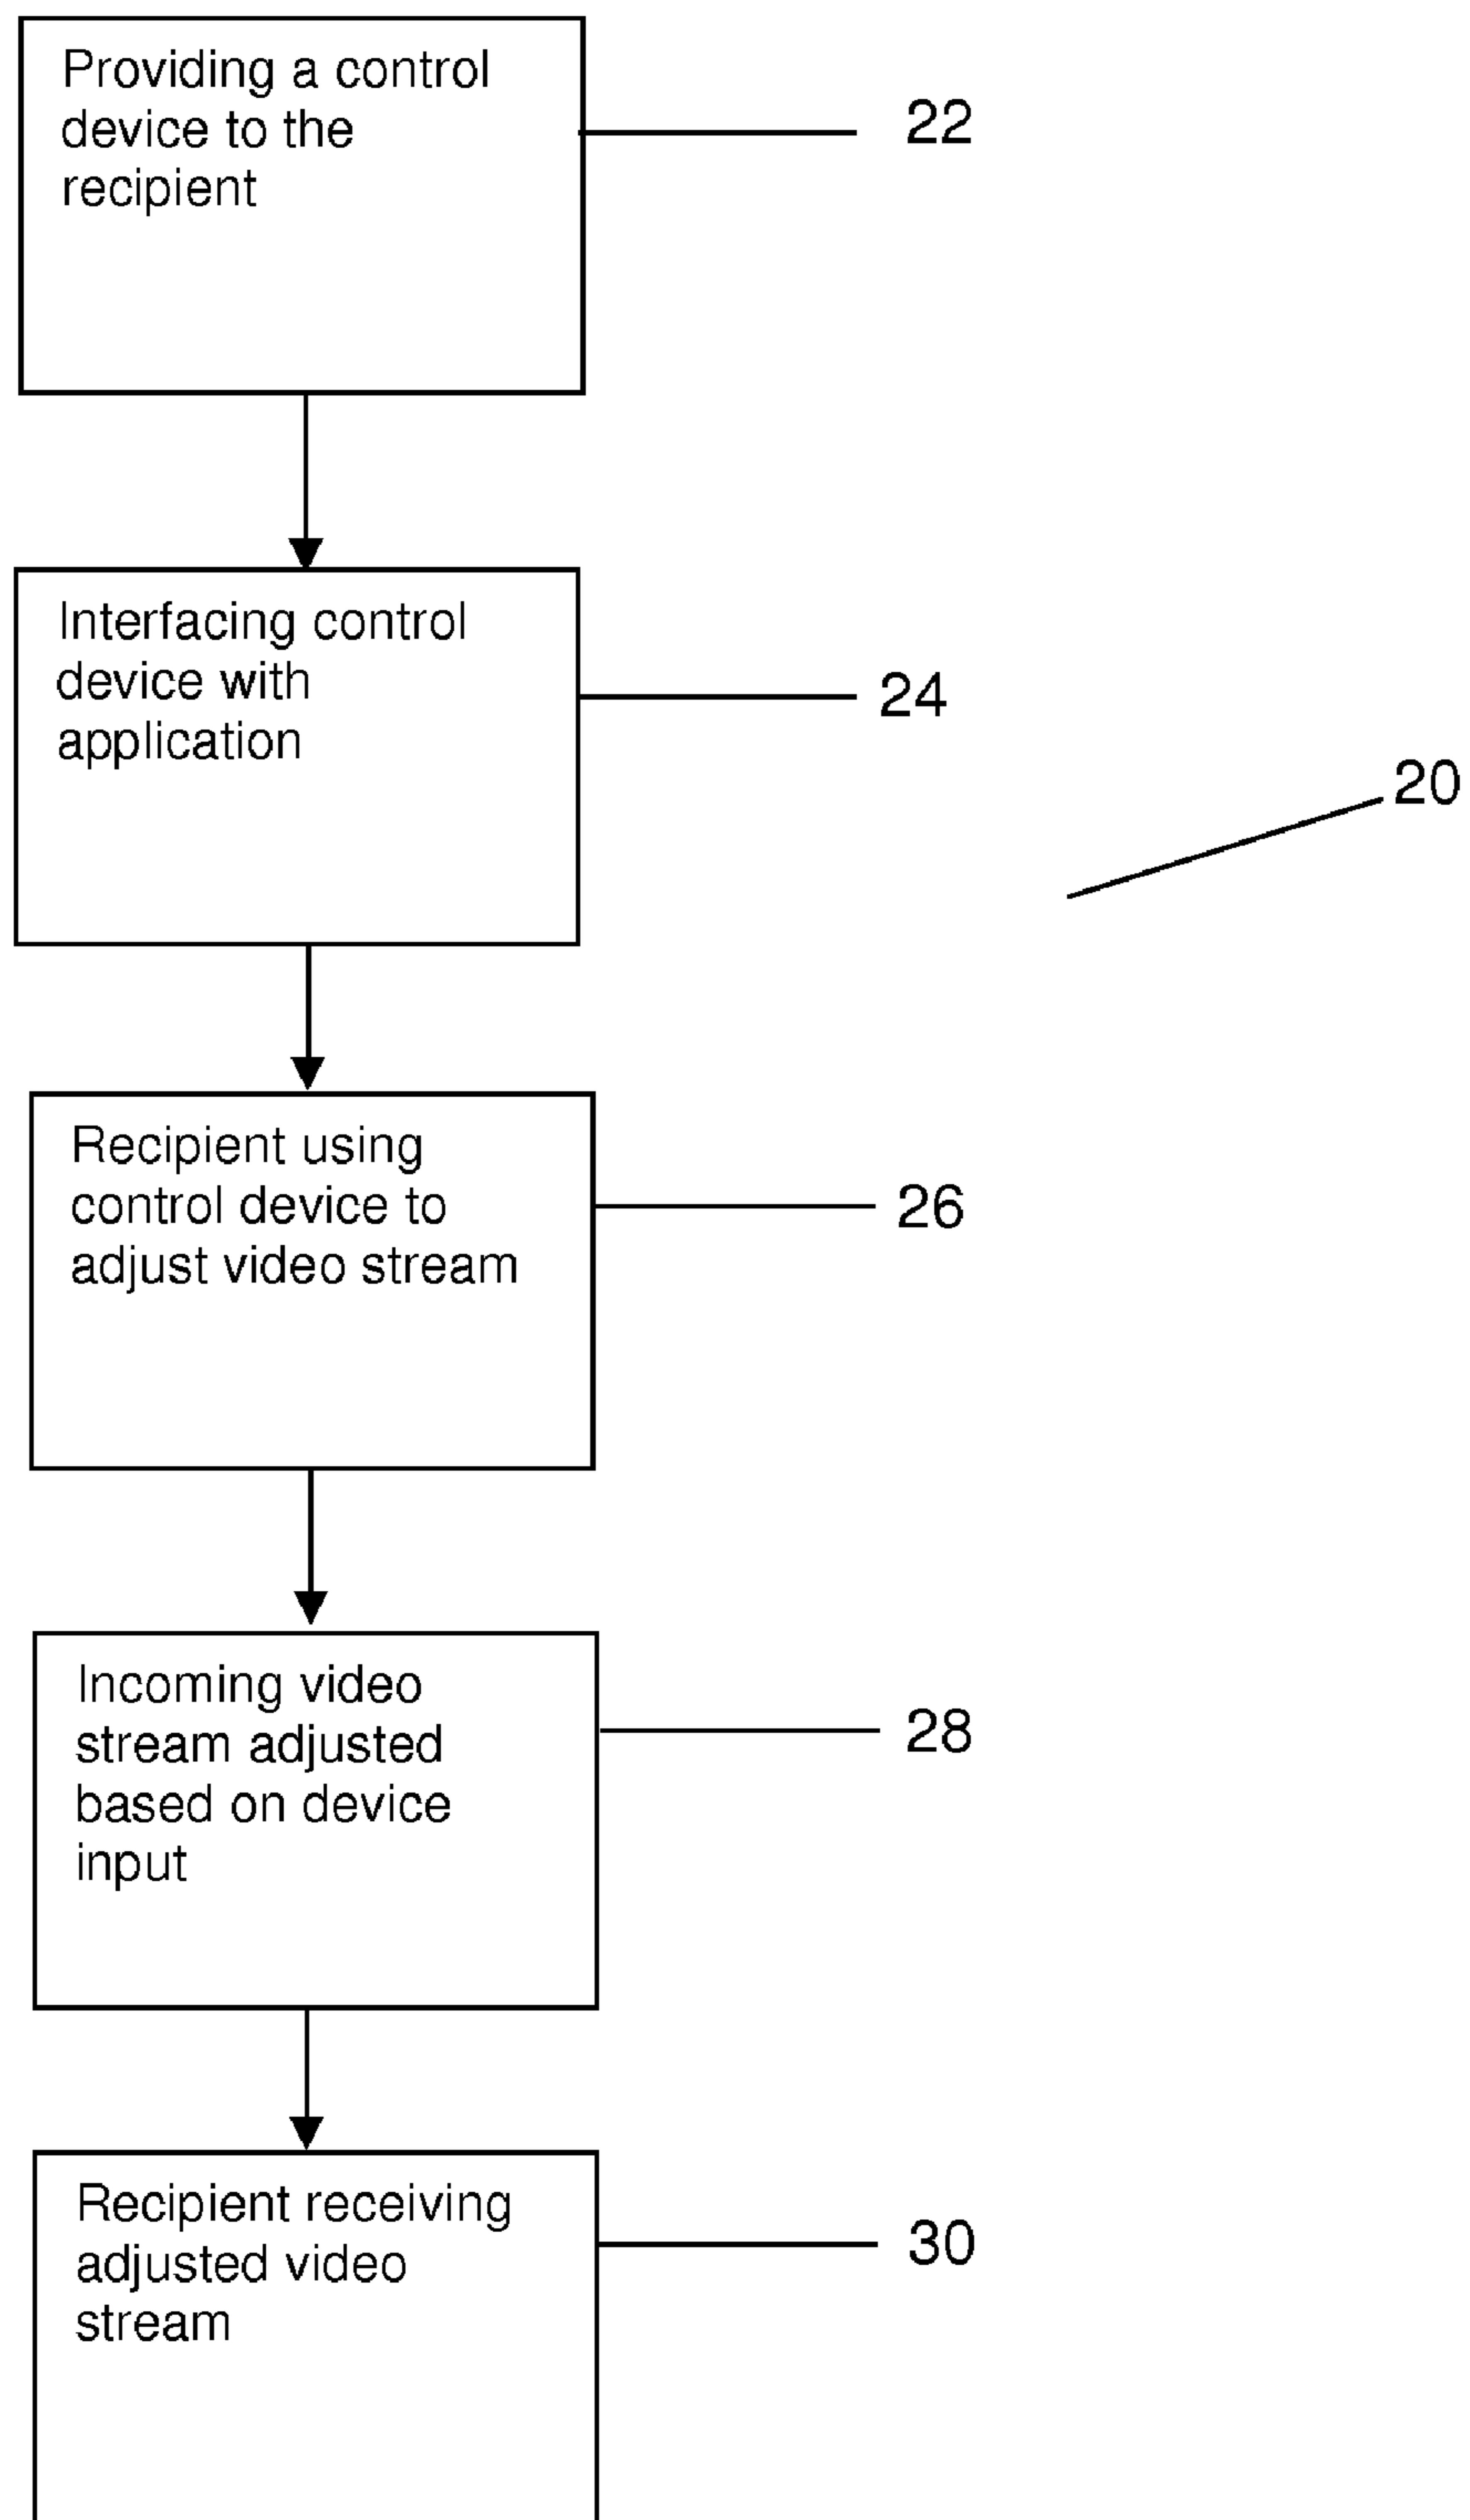 Providing a control
device to the
recipient
22
Interfacing control
device with
application
24
20
Recipient using
control device to
adjust video stream
26
Incoming video
stream adjusted
based on device
input
28
Recipient receiving
adjusted video
stream
30